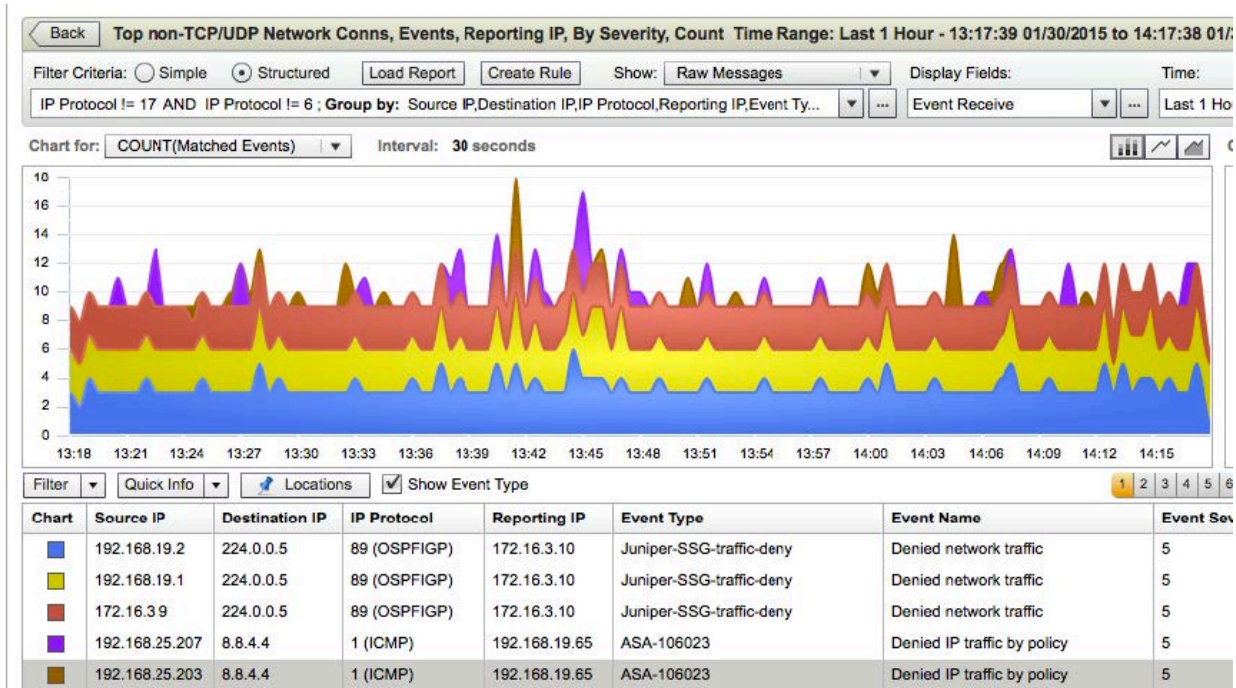 Back Top non-TCP/UDP Network Conns, Events, Reporting IP, By Severity, Count Time Range: Last 1 Hour - 13:17:39 01/30/2015 to 14:17:38 01/
Filter Criteria: Simple Structured Load Report Create Rule Show: Raw Messages Display Fields: Time:
IP Protocol != 17 AND IP Protocol != 6 ; Group by: Source IP,Destination IP,IP Protocol,Reporting IP,Event Ty... ... Event Receive ... Last 1 Ho
Chart for: COUNT(Matched Events) Interval: 30 seconds
18
16
14
12
10
8
6
4
2
0
13:18 13:21 13:24 13:27 13:30 13:33 13:36 13:39 13:42 13:45 13:48 13:51 13:54 13:57 14:00 14:03 14:06 14:09 14:12 14:15
Filter Quick Info Locations Show Event Type 1 2 3 4 5 6
Chart Source IP Destination IP IP Protocol Reporting IP Event Type Event Name Event Sev
192.168.19.2 224.0.0.5 89 (OSPFIGP) 172.16.3.10 Juniper-SSG-traffic-deny Denied network traffic 5
192.168.19.1 224.0.0.5 89 (OSPFIGP) 172.16.3.10 Juniper-SSG-traffic-deny Denied network traffic 5
172.16.3.9 224.0.0.5 89 (OSPFIGP) 172.16.3.10 Juniper-SSG-traffic-deny Denied network traffic 5
192.168.25.207 8.8.4.4 1 (ICMP) 192.168.19.65 ASA-106023 Denied IP traffic by policy 5
192.168.25.203 8.8.4.4 1 (ICMP) 192.168.19.65 ASA-106023 Denied IP traffic by policy 5